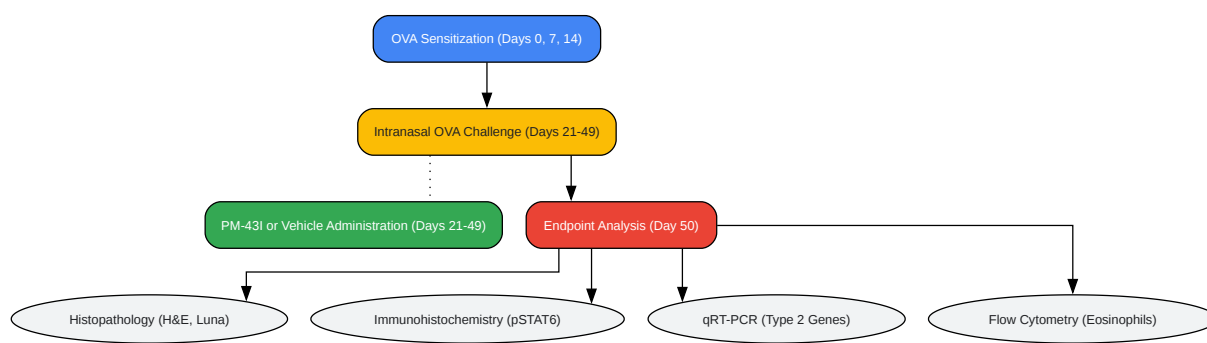 OVA Sensitization (Days 0, 7, 14)
Intranasal OVA Challenge (Days 21-49)
PM-43I or Vehicle Administration (Days 21-49)
Endpoint Analysis (Day 50)
Histopathology (H&E, Luna)
Immunohistochemistry (pSTAT6)
qRT-PCR (Type 2 Genes)
Flow Cytometry (Eosinophils)